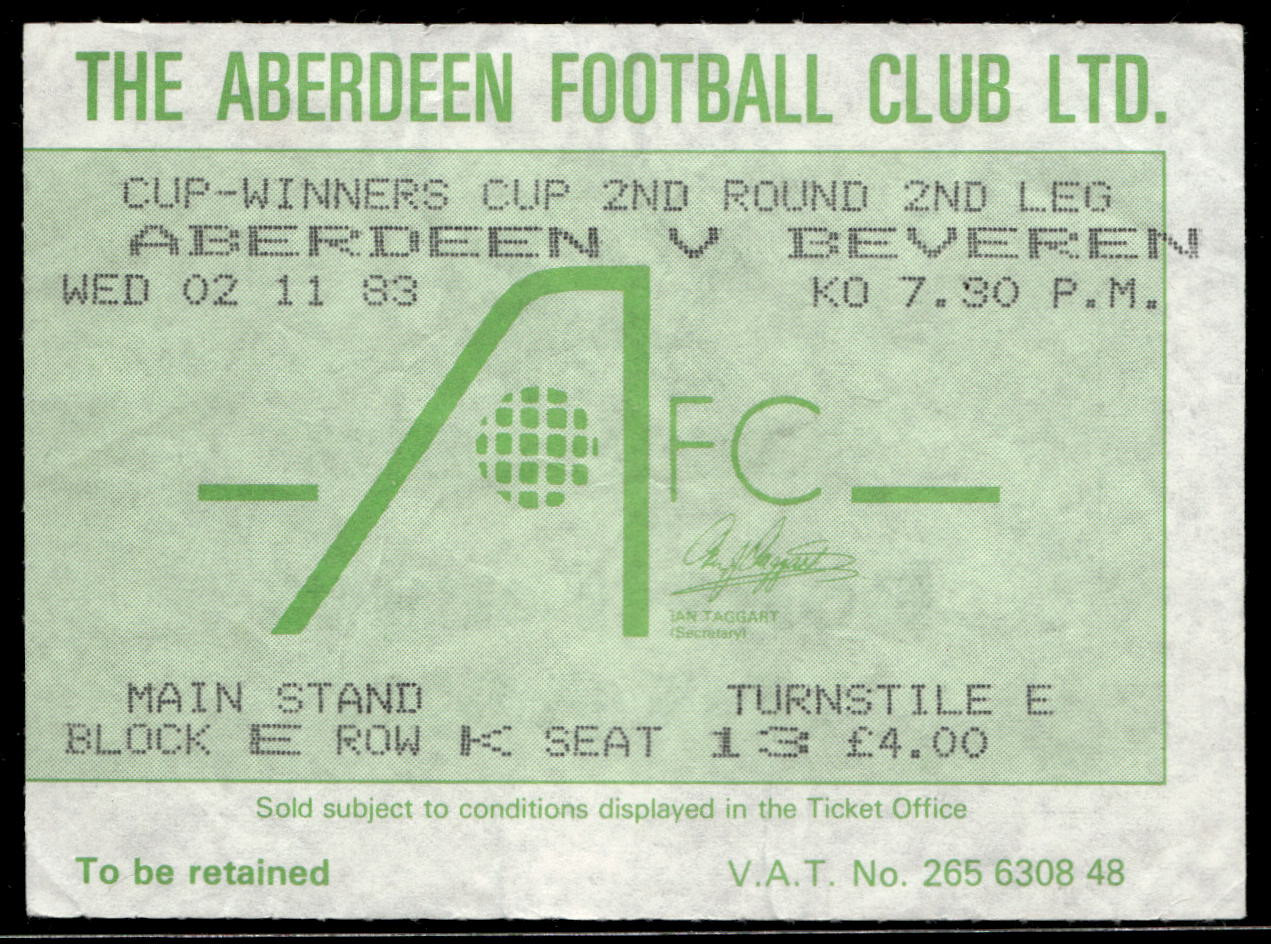 THE ABERDEEN FOOTBALL CLUB LTD.
CUP-WINNERS CUP 2ND ROUND 2ND LEG
ABERDEEN V BEVEREN
WED 02 11 83 KO 7.30 P.M.
AFC
IAN TAGGART
(Secretary)
MAIN STAND TURNSTILE E
BLOCK E ROW K SEAT 13 £4.00
Sold subject to conditions displayed in the Ticket Office
To be retained V.A.T. No. 265 6308 48